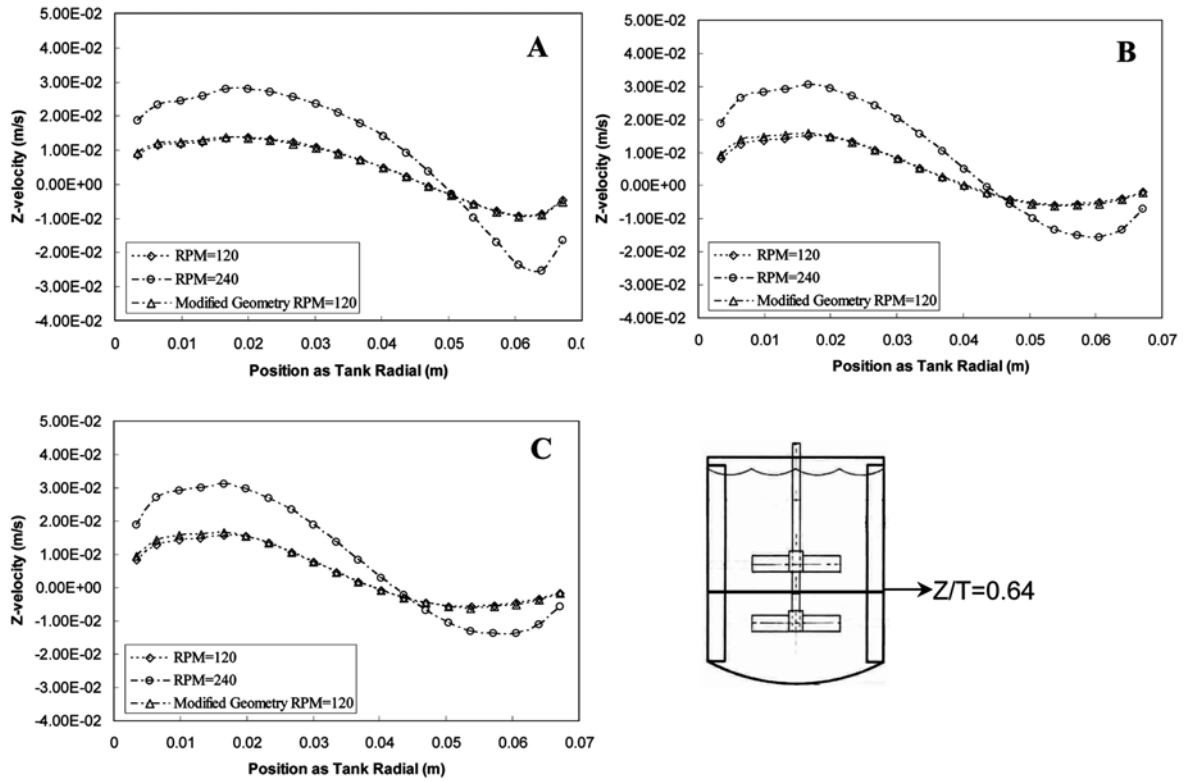 A
Z-velocity (m/s)
5.00E-02
4.00E-02
3.00E-02
2.00E-02
1.00E-02
0.00E+00
-1.00E-02
-2.00E-02
-3.00E-02
-4.00E-02
RPM=120
RPM=240
Modified Geometry RPM=120
0 0.01 0.02 0.03 0.04 0.05 0.06
Position as Tank Radial (m)
B
Z-velocity (m/s)
5.00E-02
4.00E-02
3.00E-02
2.00E-02
1.00E-02
0.00E+00
-1.00E-02
-2.00E-02
-3.00E-02
-4.00E-02
RPM=120
RPM=240
Modified Geometry RPM=120
0 0.01 0.02 0.03 0.04 0.05 0.06 0.07
Position as Tank Radial (m)
C
Z-velocity (m/s)
5.00E-02
4.00E-02
3.00E-02
2.00E-02
1.00E-02
0.00E+00
-1.00E-02
-2.00E-02
-3.00E-02
-4.00E-02
RPM=120
RPM=240
Modified Geometry RPM=120
0 0.01 0.02 0.03 0.04 0.05 0.06 0.07
Position as Tank Radial (m)
Z/T=0.64